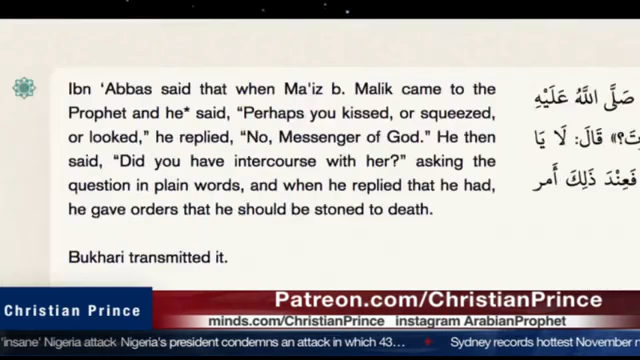 Ibn 'Abbas said that when Ma'iz b. Malik came to the
Prophet and he* said, "Perhaps you kissed, or squeezed,
or looked," he replied, "No, Messenger of God." He then
said, "Did you have intercourse with her?" asking the
question in plain words, and when he replied that he had,
he gave orders that he should be stoned to death.
Bukhari transmitted it.
صَلَّى اللَّهُ عَلَيْهِ
قَالَ: لَا يَا
فَعِنْدَ ذَلِكَ أَمر
Christian Prince
Patreon.com/ChristianPrince
minds.com/ChristianPrince instagram ArabianProphet
'insane' Nigeria attack Nigeria's president condemns an attack in which 43... Sydney records hottest November